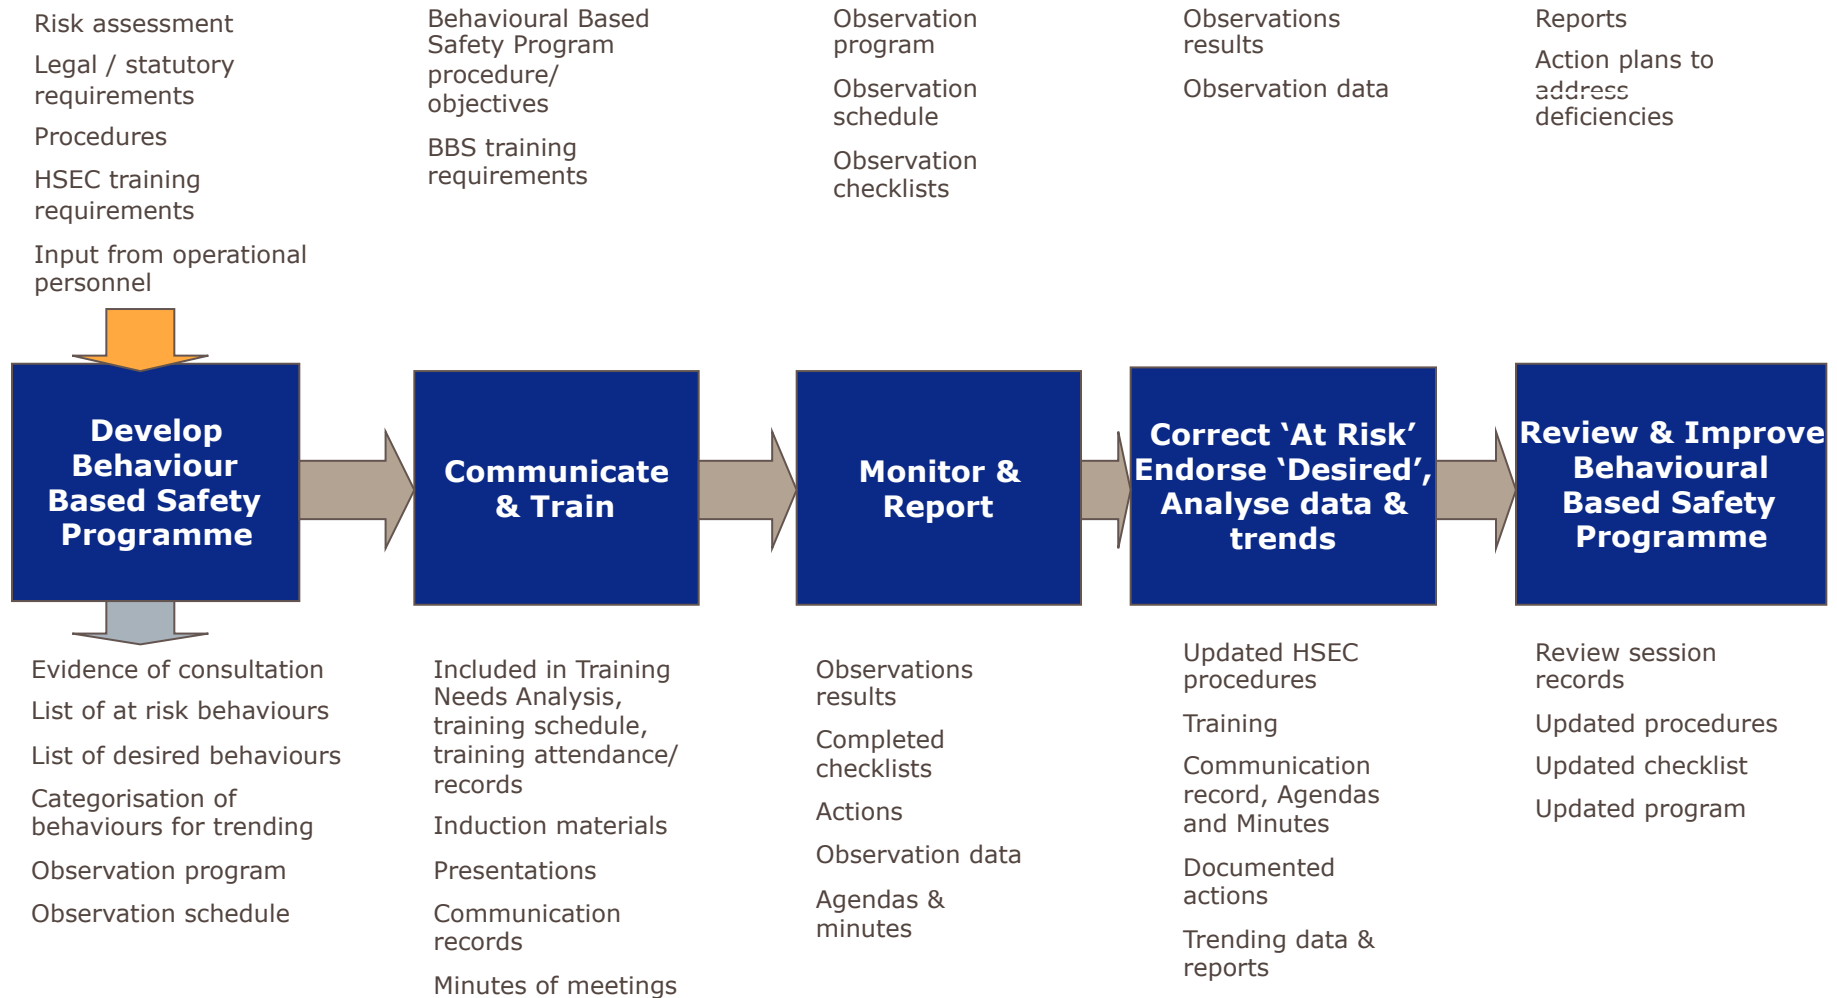 Risk assessment
Legal / statutory
requirements
Procedures
HSEC training
requirements
Input from operational
personnel
Behavioural Based
Safety Program
procedure/
objectives
BBS training
requirements
Observation
program
Observation
schedule
Observation
checklists
Observations
results
Observation data
Reports
Action plans to
address
deficiencies
Develop
Behaviour
Based Safety
Programme
Communicate
& Train
Monitor &
Report
Correct ‘At Risk’
Endorse ‘Desired’,
Analyse data &
trends
Review & Improve
Behavioural
Based Safety
Programme
Evidence of consultation
List of at risk behaviours
List of desired behaviours
Categorisation of
behaviours for trending
Observation program
Observation schedule
Included in Training
Needs Analysis,
training schedule,
training attendance/
records
Induction materials
Presentations
Communication
records
Minutes of meetings
Observations
results
Completed
checklists
Actions
Observation data
Agendas &
minutes
Updated HSEC
procedures
Training
Communication
record, Agendas
and Minutes
Documented
actions
Trending data &
reports
Review session
records
Updated procedures
Updated checklist
Updated program